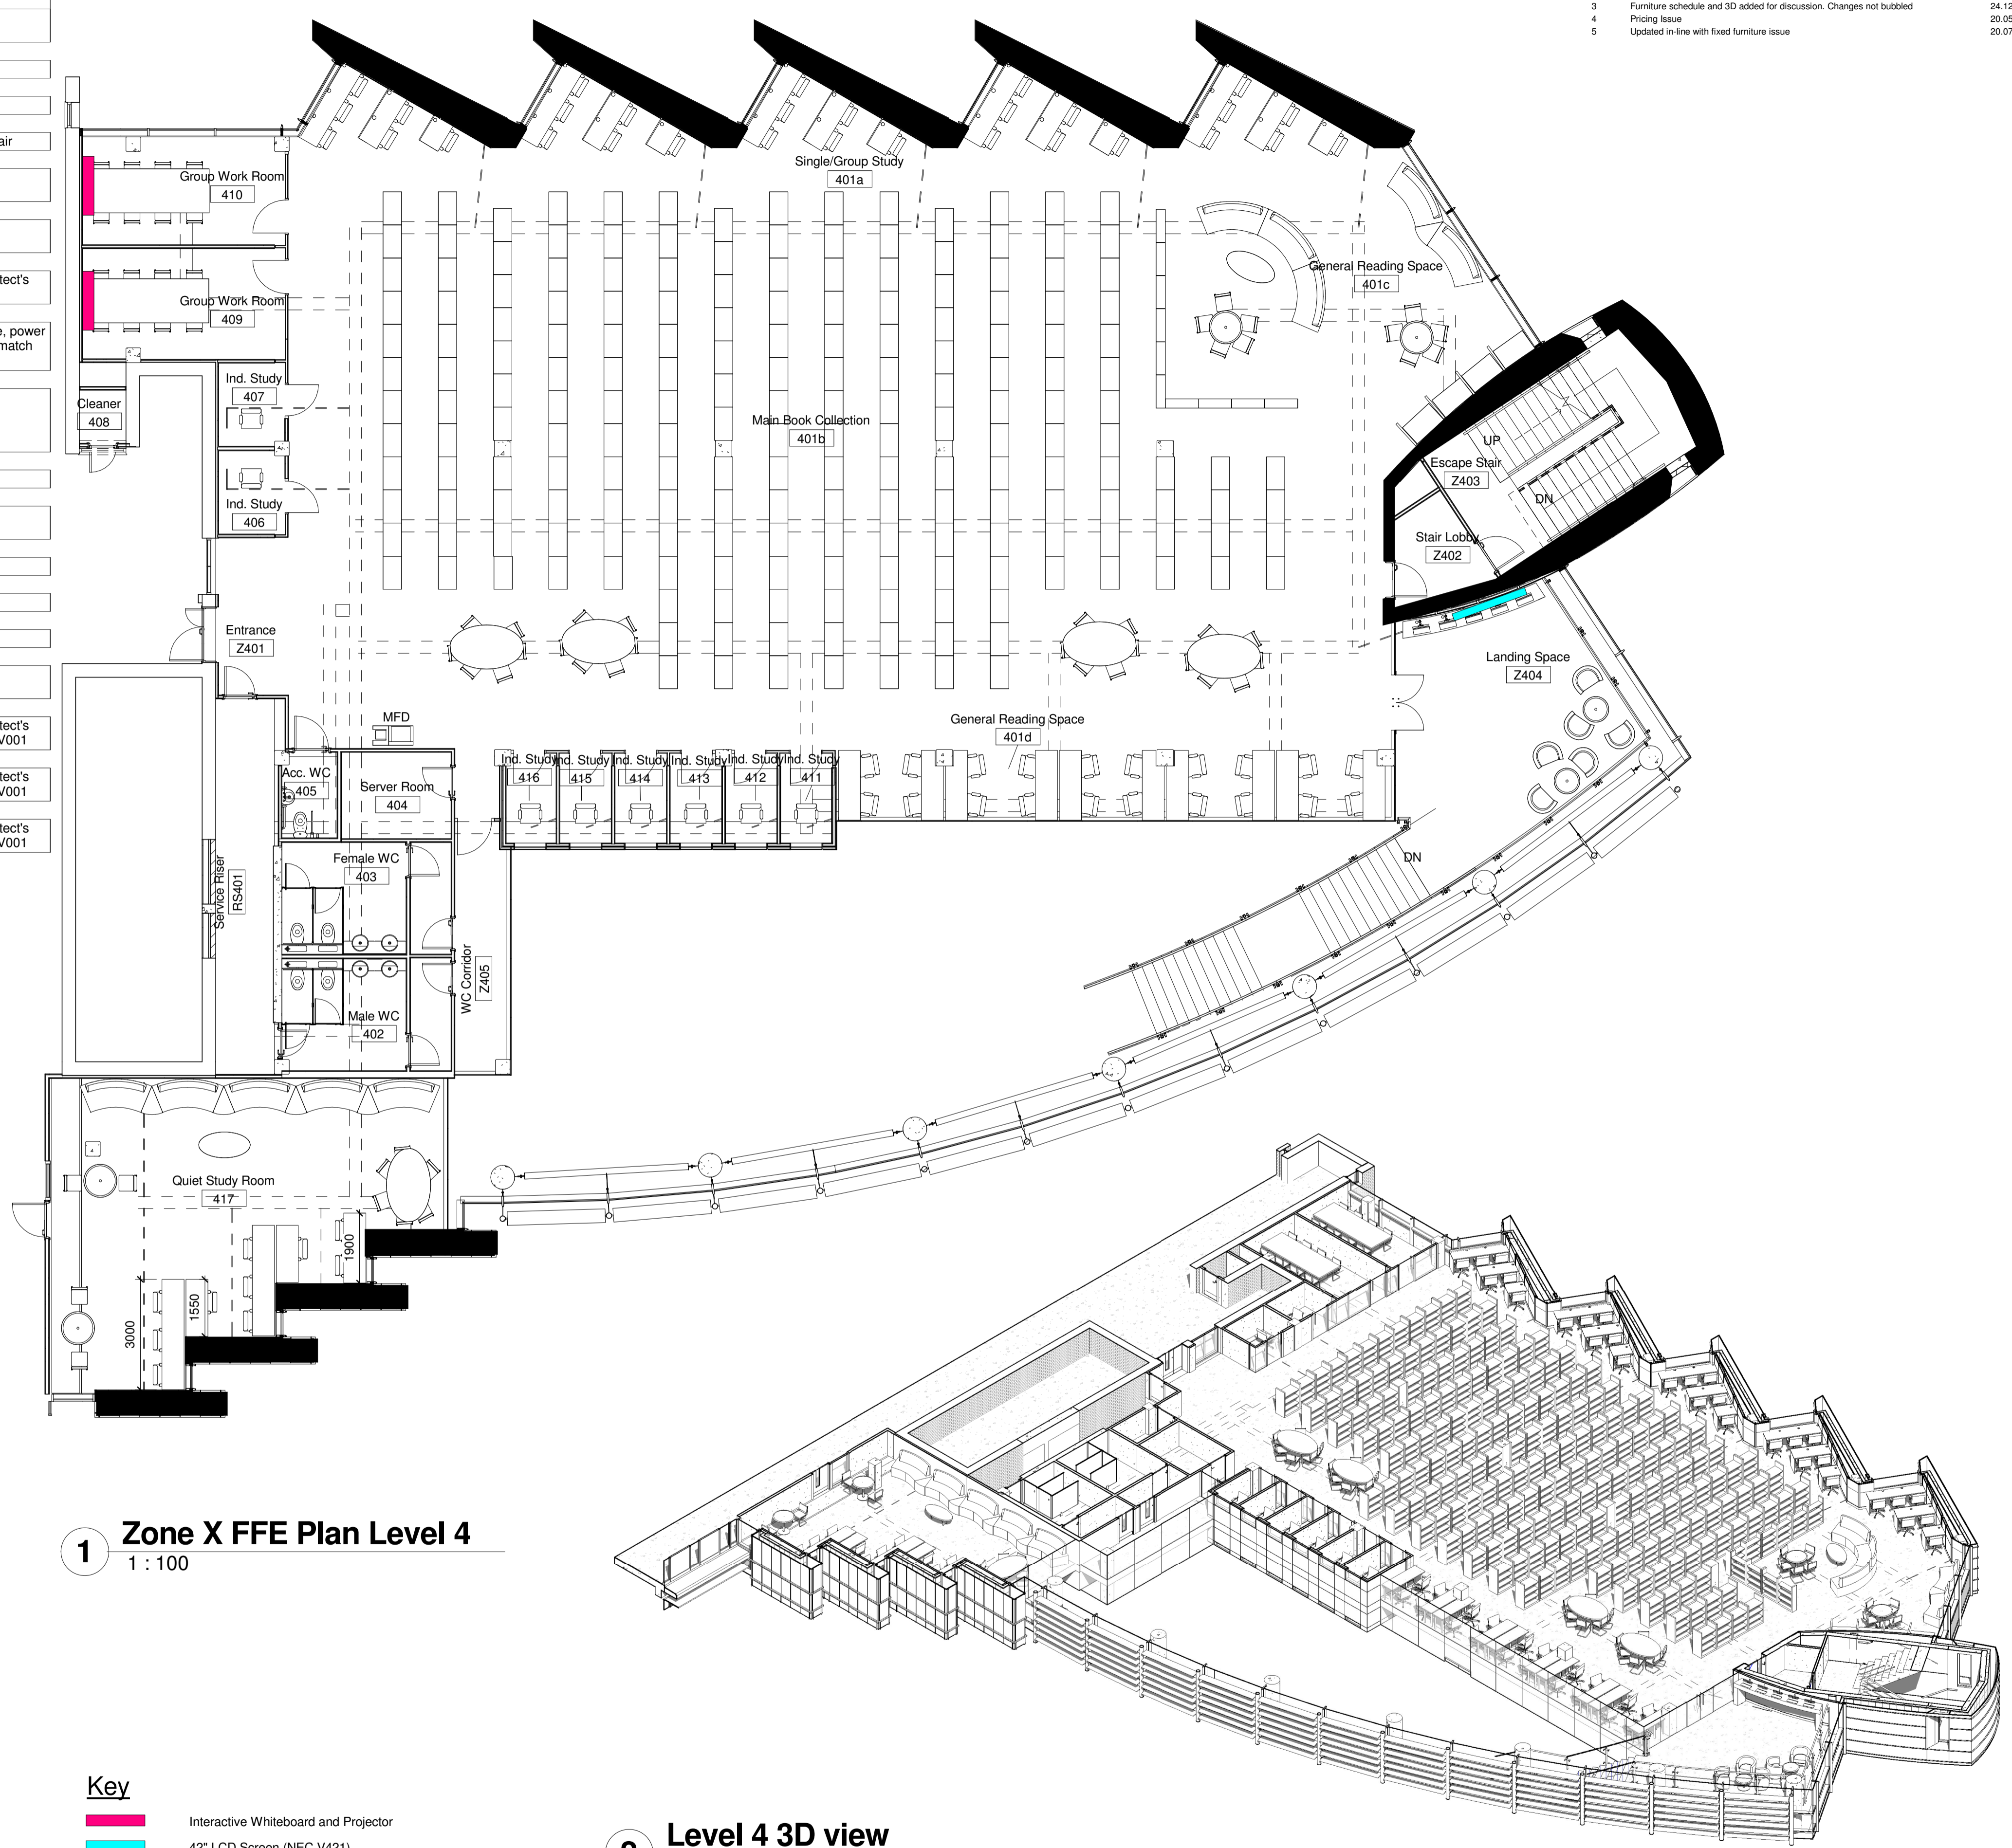 3 Furniture schedule and 3D added for discussion. Changes not bubbled 24.12
4 Pricing Issue 20.05
5 Updated in-line with fixed furniture issue 20.07
air
tect's
e, power
match
tect's
V001
tect's
V001
tect's
V001
Single/Group Study
401a
Group Work Room
410
Group Work Room
409
General Reading Space
401c
Ind. Study
407
Cleaner
408
Main Book Collection
401b
Ind. Study
406
UP
Escape Stair
Z403
DN
Stair Lobby
Z402
Entrance
Z401
Landing Space
Z404
MFD
General Reading Space
401d
Ind. Study
416
Ind. Study
415
Ind. Study
414
Ind. Study
413
Ind. Study
412
Ind. Study
411
Acc. WC
405
Server Room
404
DN
Female WC
403
Service Riser
RS401
WC Corridor
Z405
Male WC
402
Quiet Study Room
417
1900
1550
3000
1 Zone X FFE Plan Level 4
1 : 100
Key
Interactive Whiteboard and Projector
42" LCD Screen (NEC V421)
Level 4 3D view